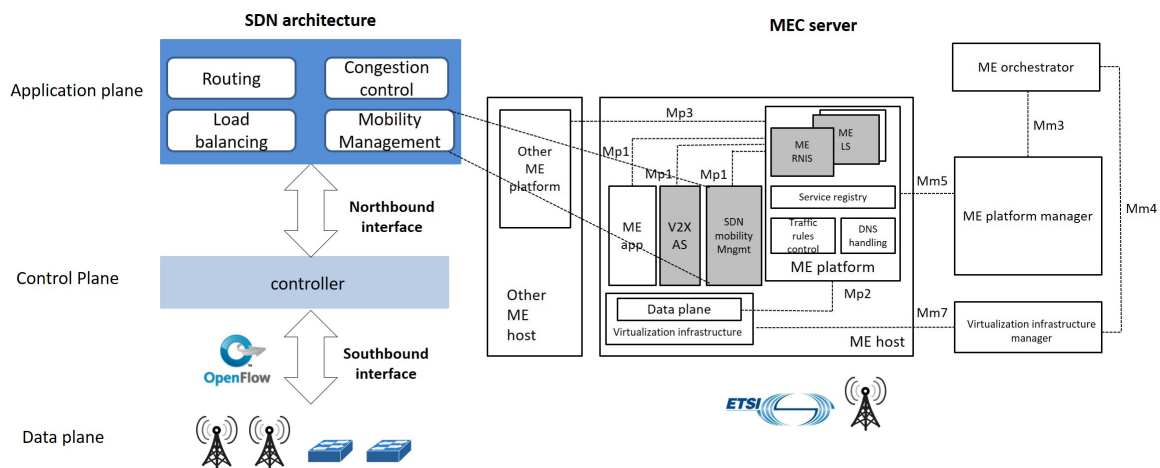 SDN architecture
MEC server
Application plane
Routing
Congestion
control
Load
balancing
Mobility
Management
Northbound
interface
Control Plane
controller
Southbound
interface
OpenFlow
™
Data plane
Other
ME
platform
Other
ME
host
Mp3
Mp1
Mp1
Mp1
ME
app
V2X
AS
SDN
mobility
Mngmt
ME
RNIS
ME
LS
Service registry
Traffic
rules
control
DNS
handling
ME platform
Mp2
Data plane
Virtualization infrastructure
ME host
Mm5
Mm7
ME orchestrator
Mm3
ME platform manager
Mm4
Virtualization infrastructure
manager
ETSI